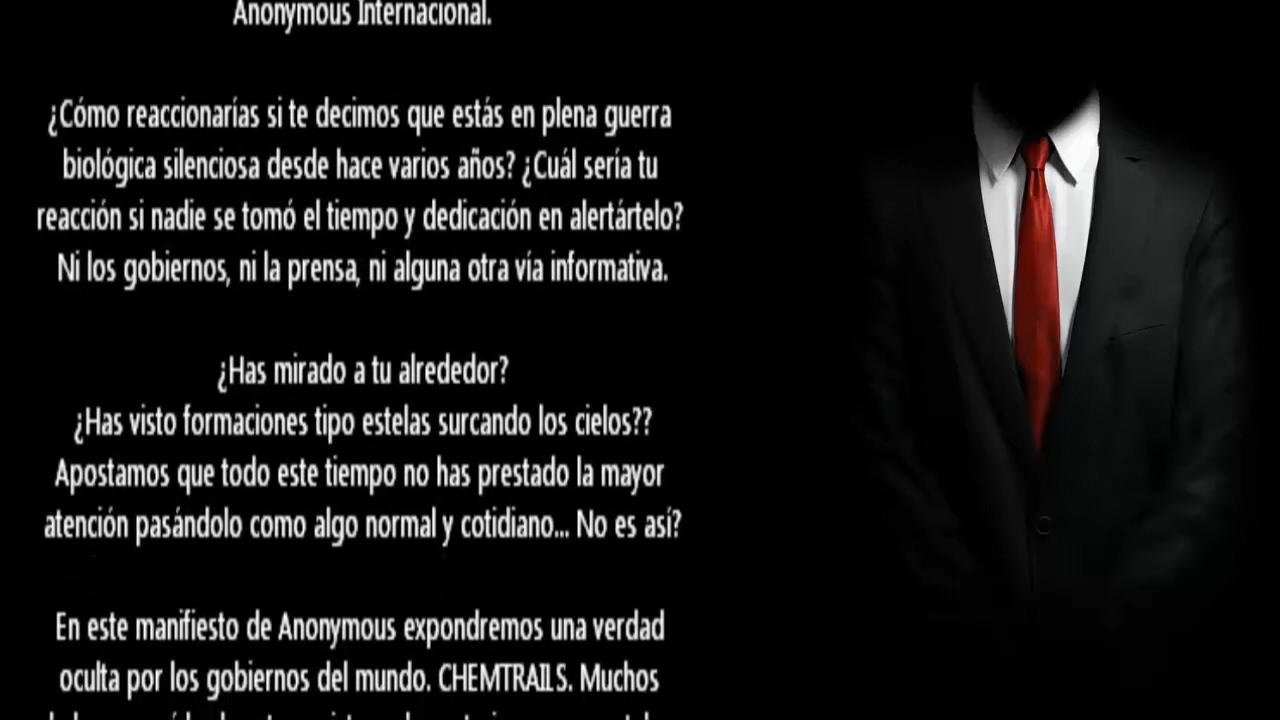 Anonymous Internacional.
¿Cómo reaccionarías si te decimos que estás en plena guerra
biológica silenciosa desde hace varios años? ¿Cuál sería tu
reacción si nadie se tomó el tiempo y dedicación en alertártelo?
Ni los gobiernos, ni la prensa, ni alguna otra vía informativa.
¿Has mirado a tu alrededor?
¿Has visto formaciones tipo estelas surcando los cielos??
Apostamos que todo este tiempo no has prestado la mayor
atención pasándolo como algo normal y cotidiano... No es así?
En este manifiesto de Anonymous expondremos una verdad
oculta por los gobiernos del mundo. CHEMTRAILS. Muchos